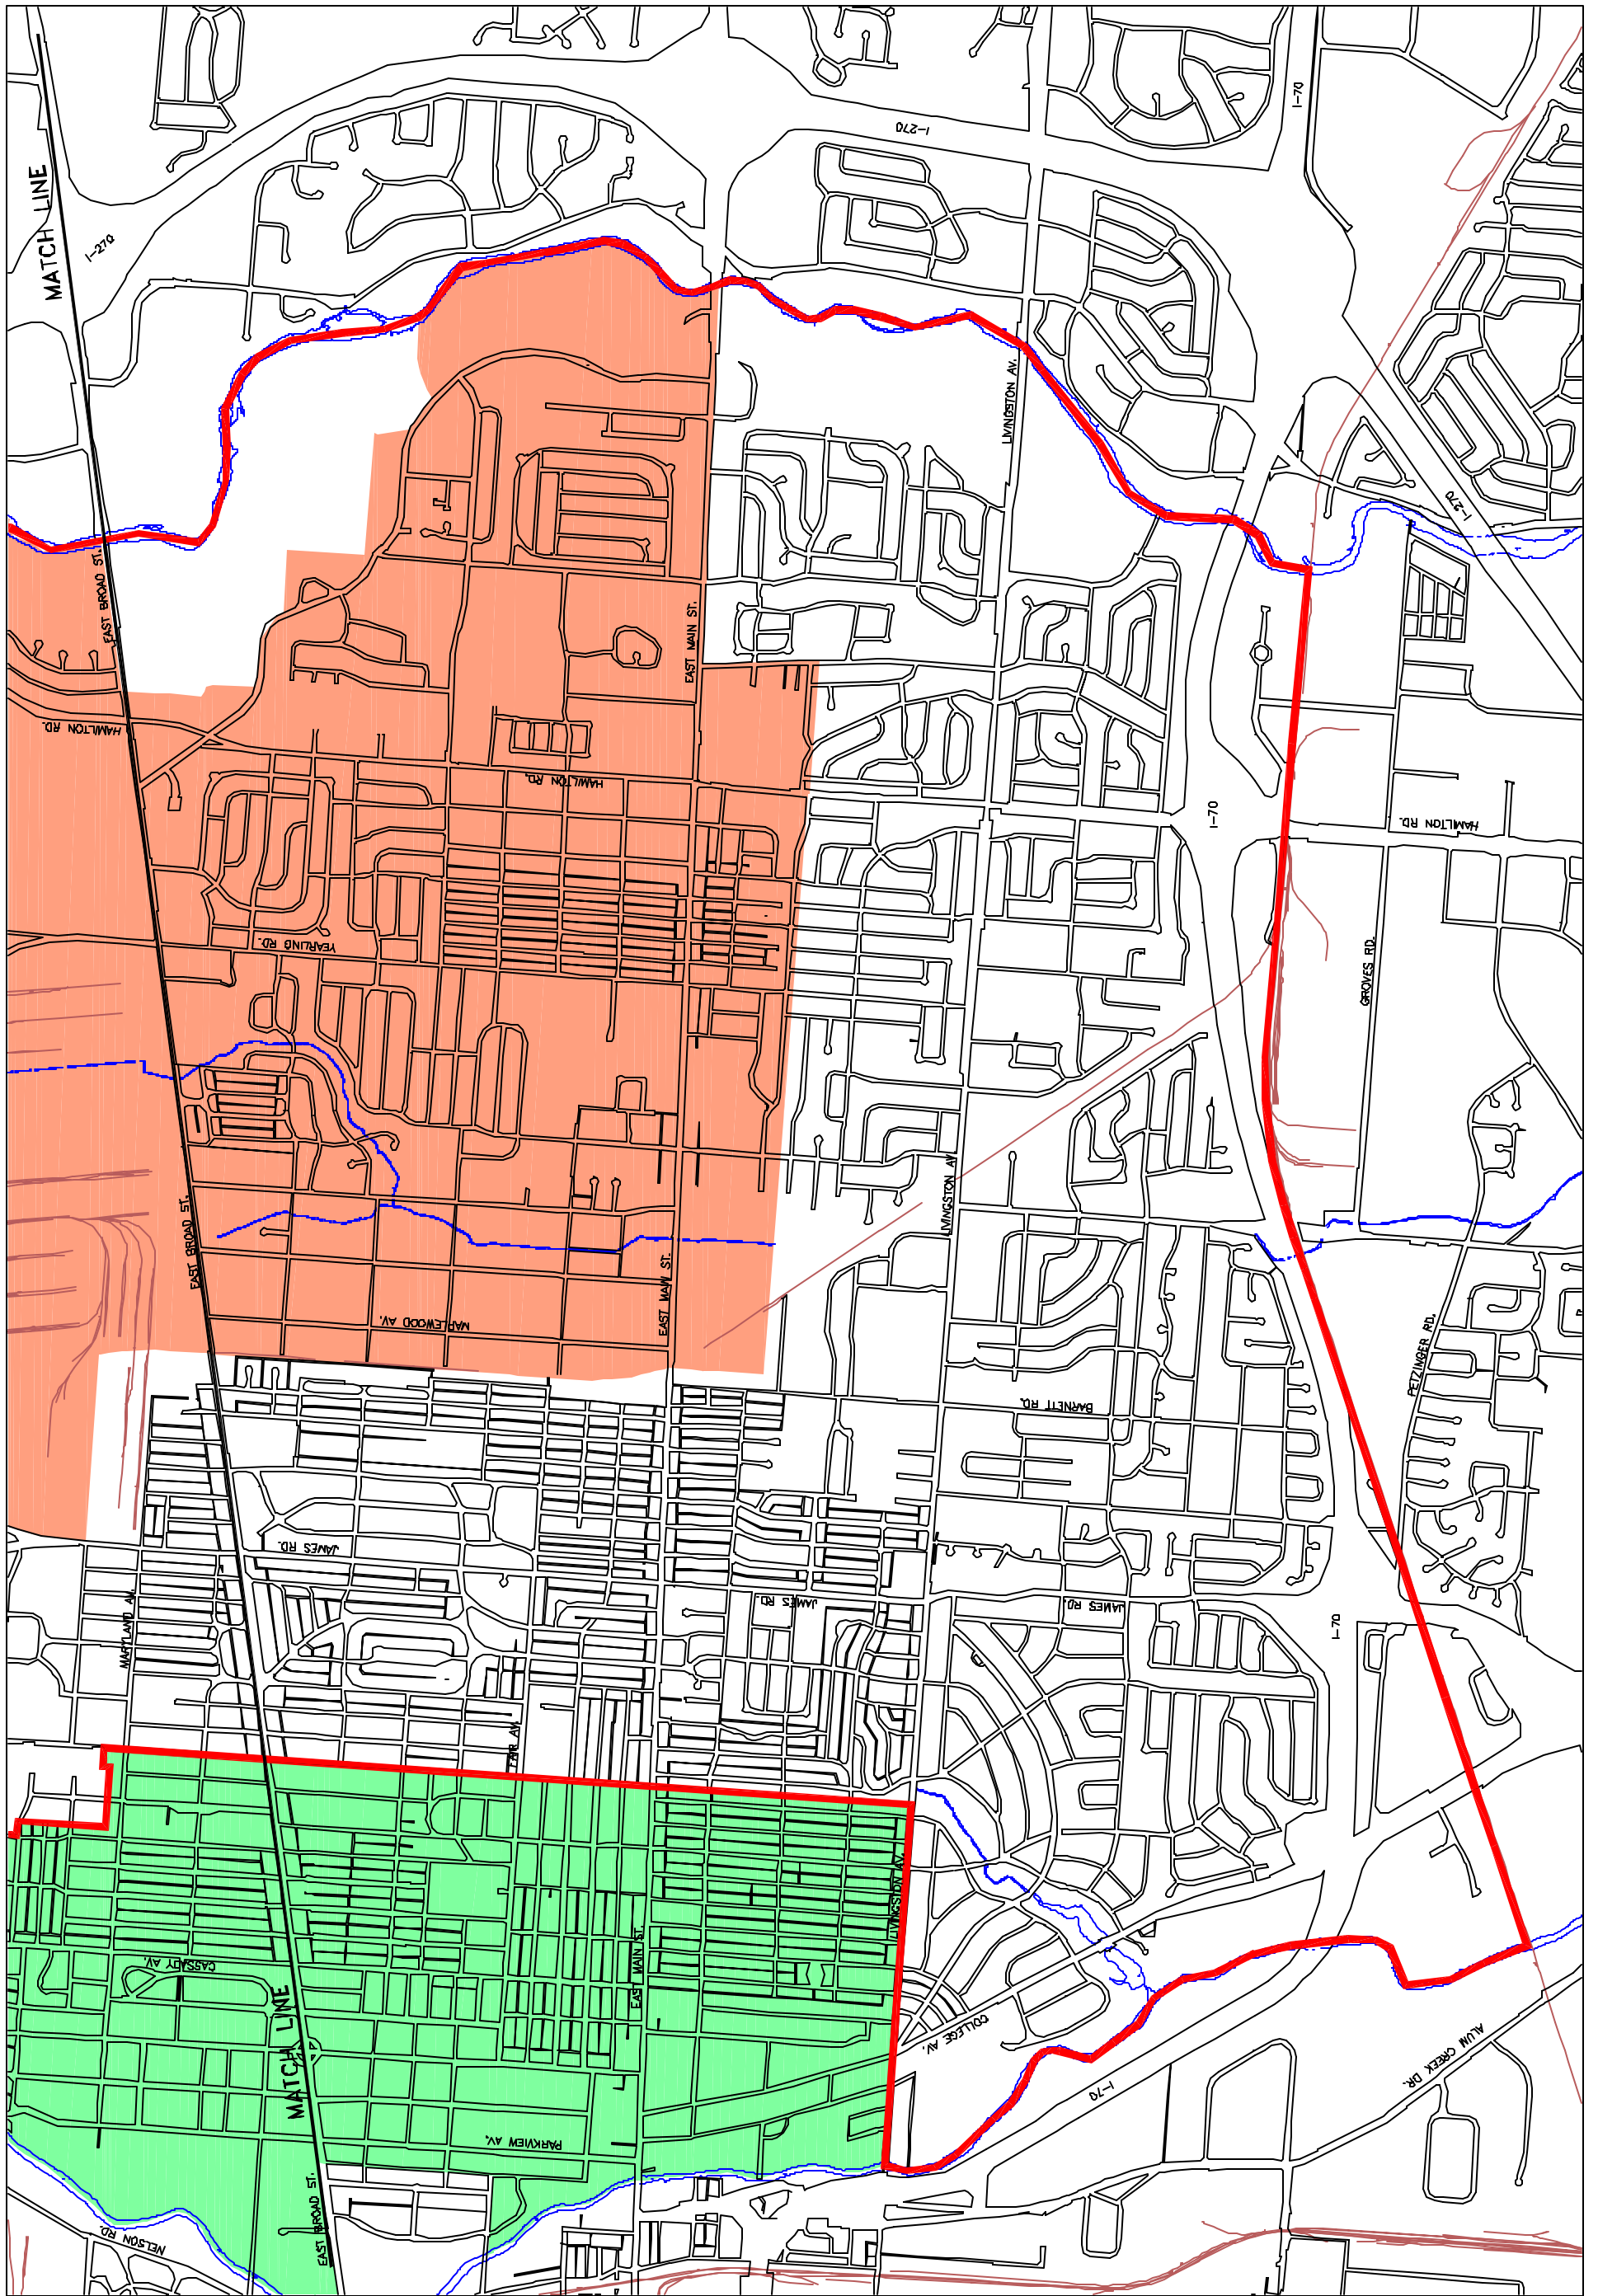 I-70
I-270
MATCH LINE
I-270
LIVINGSTON AV.
I-270
EAST BROAD ST.
EAST MAIN ST.
HAMILTON RD.
HAMILTON RD.
I-70
HAMILTON RD.
YEARLING RD.
GROVES RD.
LIVINGSTON AV.
EAST BROAD ST.
EAST MAIN ST.
MAPLEWOOD AV.
PETZINGER RD.
BARNETT RD.
JAMES RD.
JAMES RD.
JAMES RD.
MARYLAND AV.
I-70
FAIR AV.
LIVINGSTON AV.
CASSADY AV.
EAST MAIN ST.
MATCH LINE
COLLEGE AV.
ALUM CREEK DR.
I-70
PARKVIEW AV.
EAST BROAD ST.
NELSON RD.